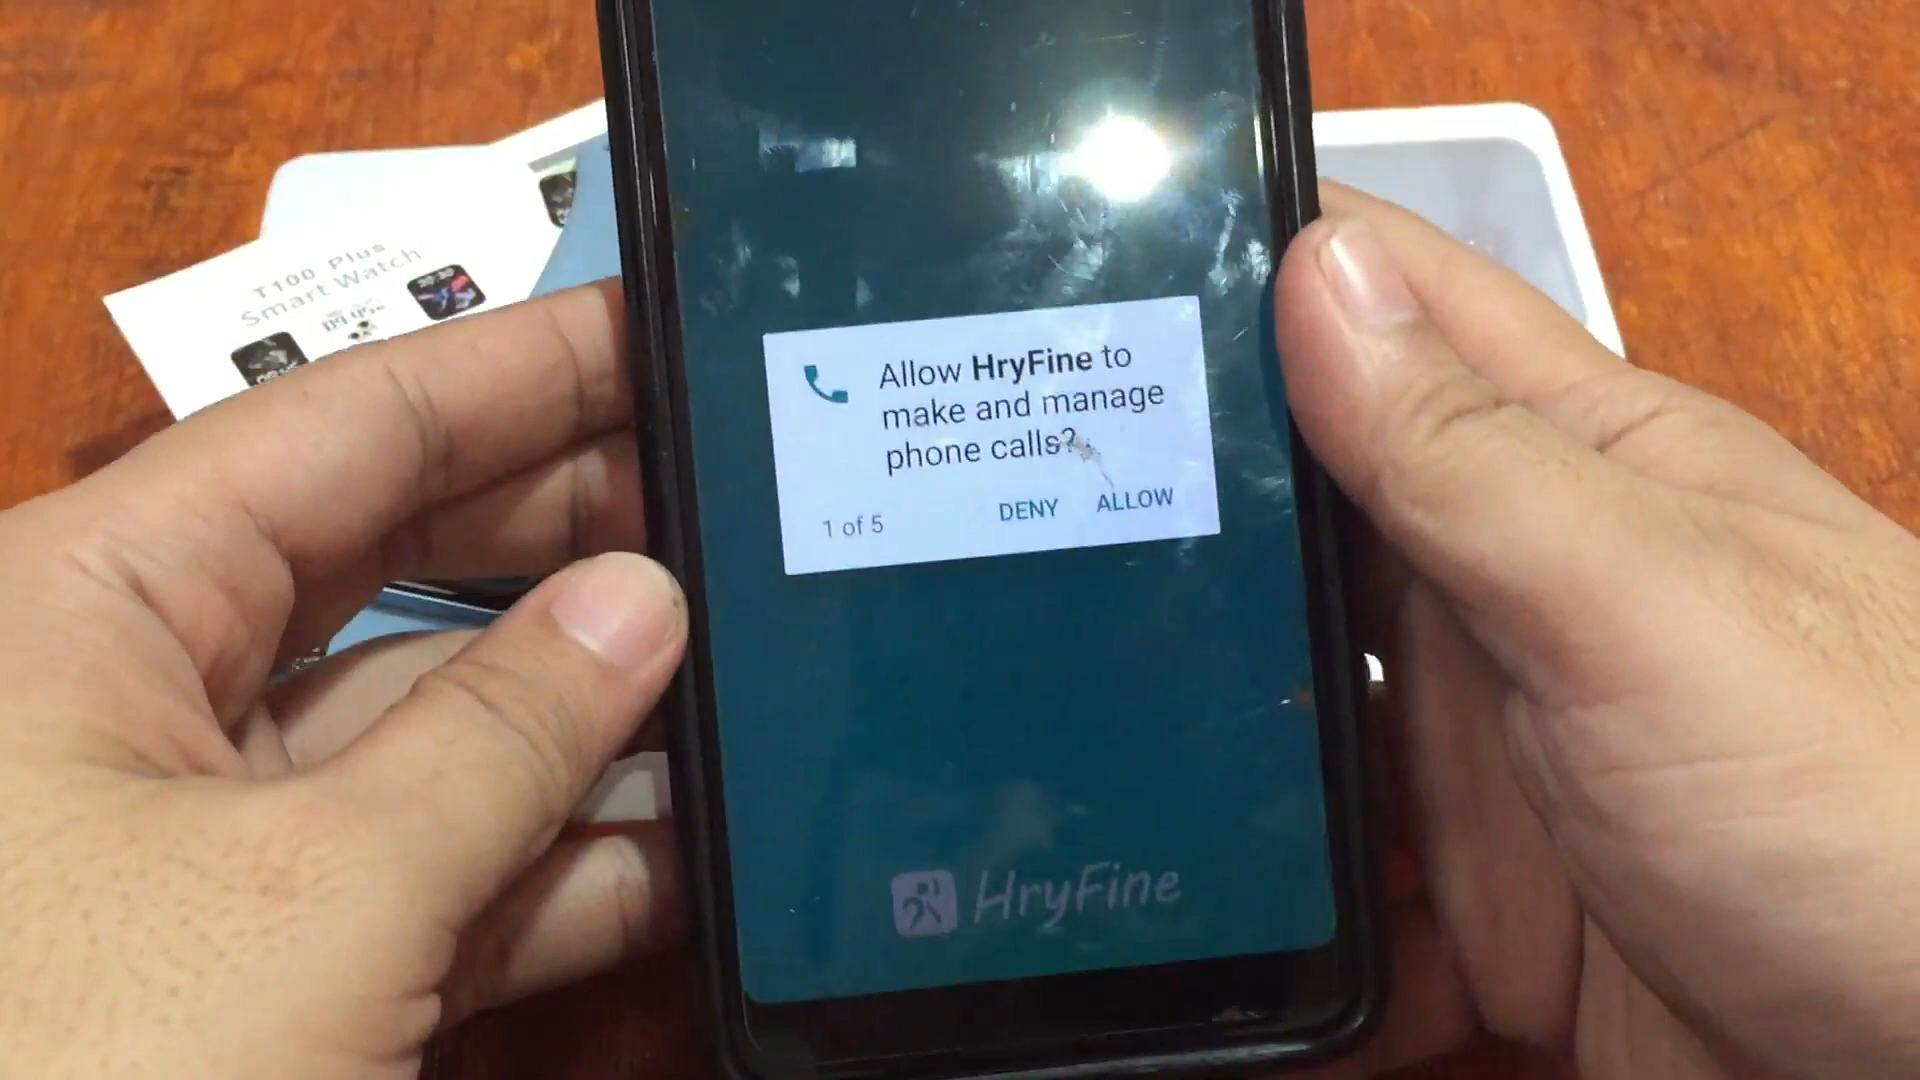 T100 Plus
Smart Watch
Allow HryFine to
make and manage
phone calls?
1 of 5
DENY
ALLOW
HryFine